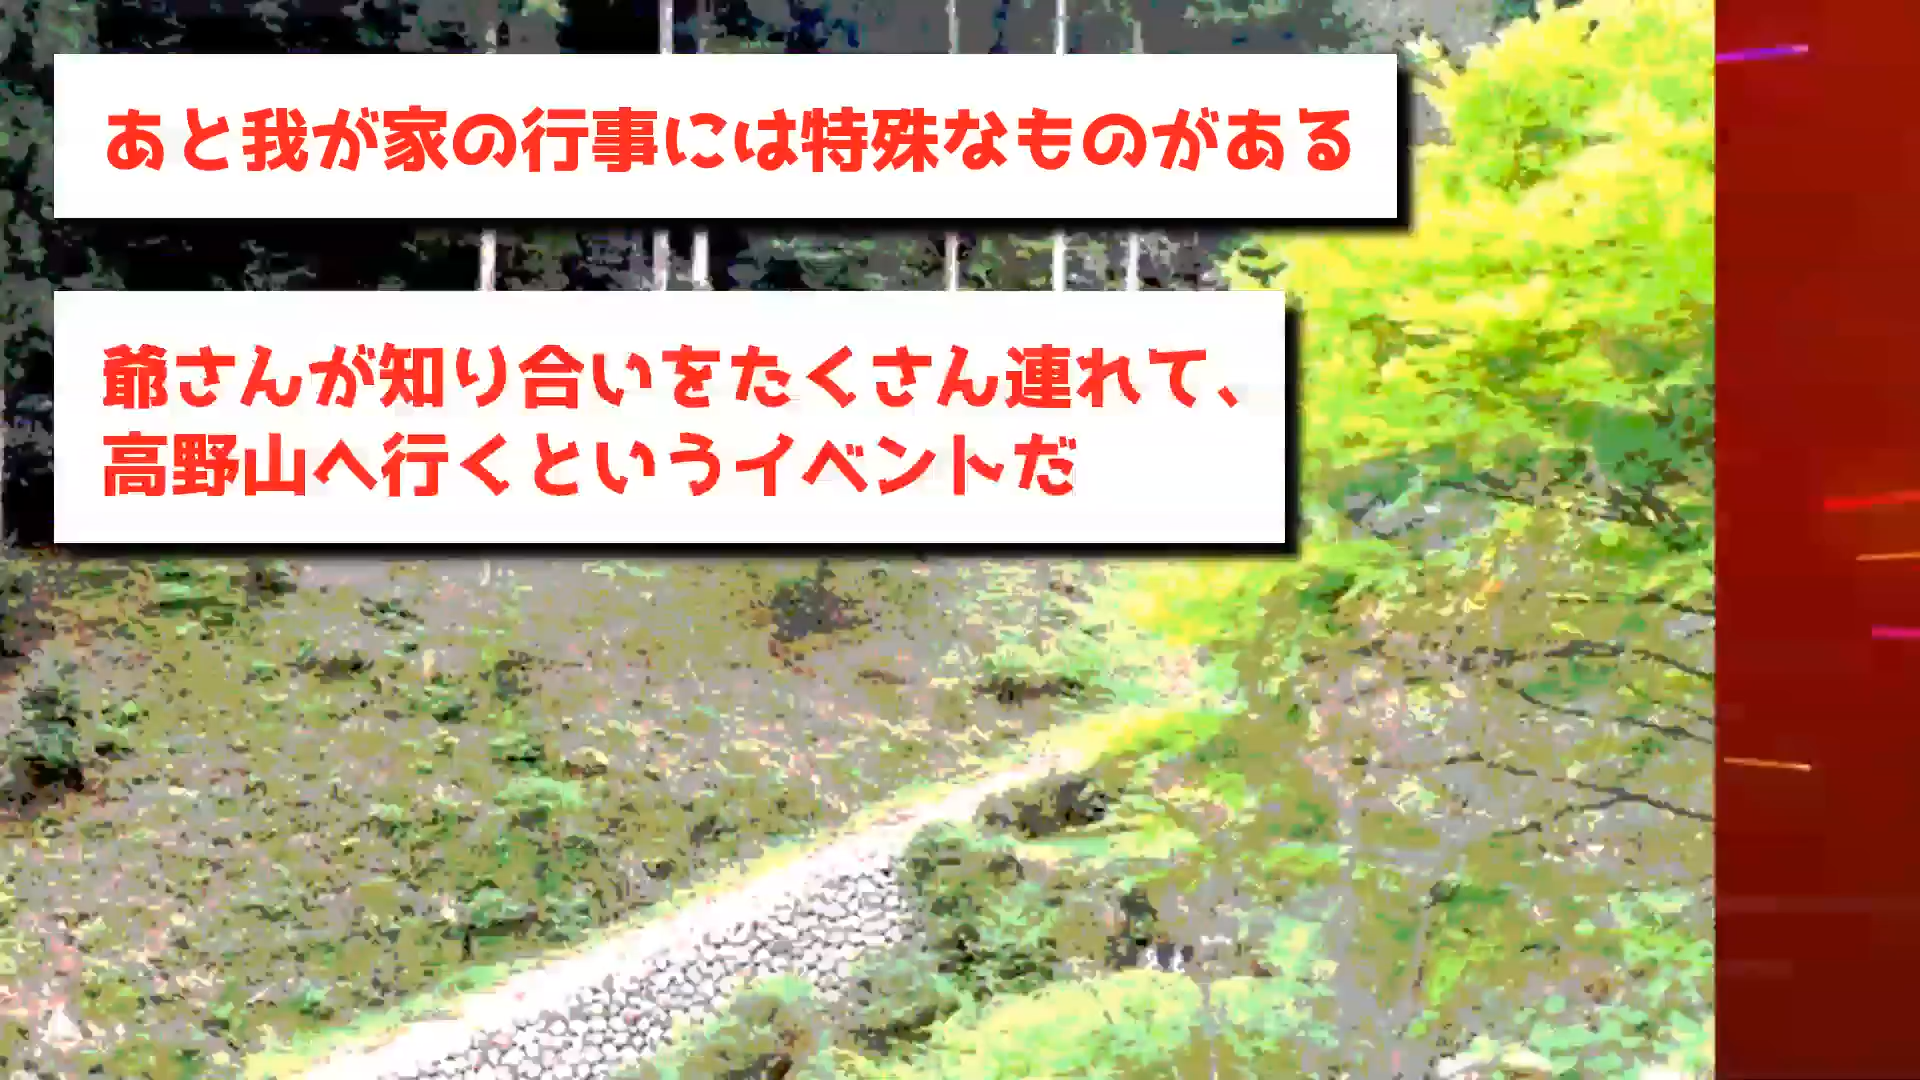 あと我が家の行事には特殊なものがある
爺さんが知り合いをたくさん連れて、
高野山へ行くというイベントだ